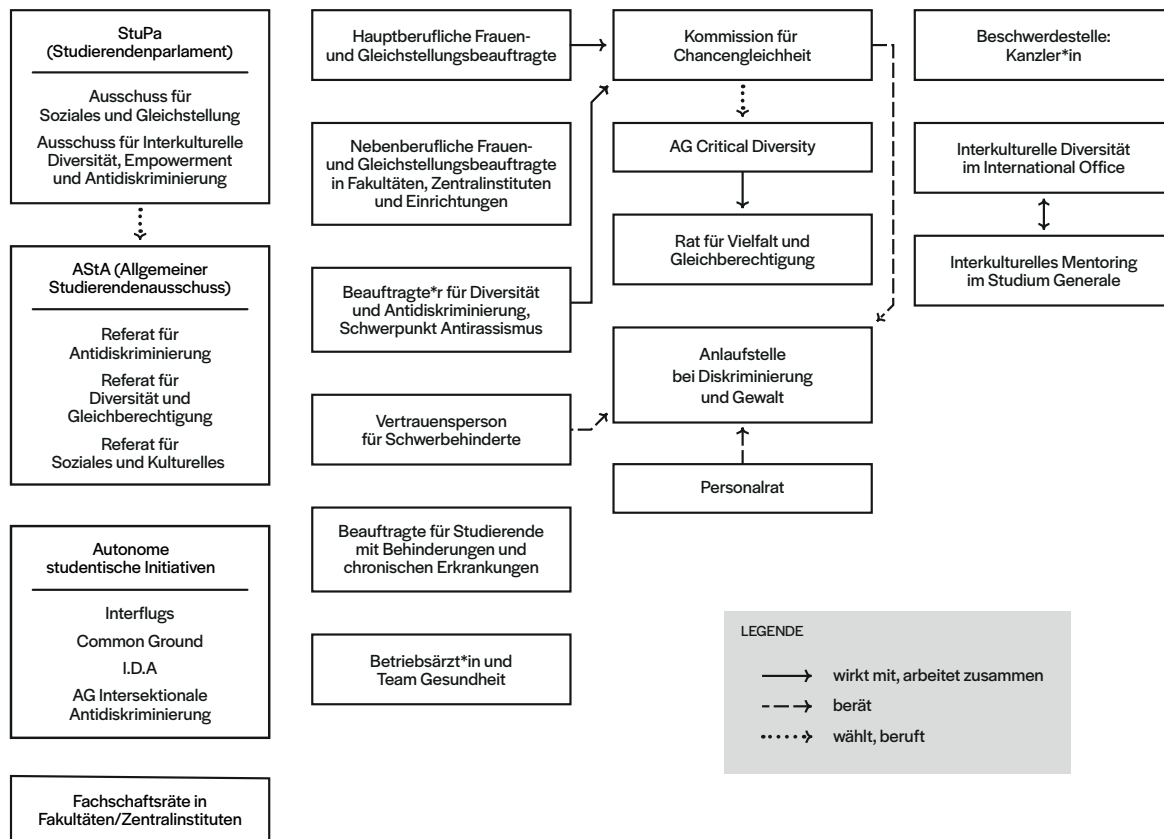 StuPa
(Studierendenparlament)
Ausschuss für
Soziales und Gleichstellung
Ausschuss für Interkulturelle
Diversität, Empowerment
und Antidiskriminierung
AStA (Allgemeiner
Studierendenausschuss)
Referat für
Antidiskriminierung
Referat für
Diversität und
Gleichberechtigung
Referat für
Soziales und Kulturelles
Autonome
studentische Initiativen
Interflugs
Common Ground
I.D.A
AG Intersektionale
Antidiskriminierung
Fachschaftsräte in
Fakultäten/Zentralinstituten
Hauptberufliche Frauen-
und Gleichstellungsbeauftragte
Nebenberufliche Frauen-
und Gleichstellungsbeauftragte
in Fakultäten, Zentralinstituten
und Einrichtungen
Beauftragte*r für Diversität
und Antidiskriminierung,
Schwerpunkt Antirassismus
Vertrauensperson
für Schwerbehinderte
Beauftragte für Studierende
mit Behinderungen und
chronischen Erkrankungen
Betriebsärzt*in und
Team Gesundheit
Kommission für
Chancengleichheit
AG Critical Diversity
Rat für Vielfalt und
Gleichberechtigung
Anlaufstelle
bei Diskriminierung
und Gewalt
Personalrat
Beschwerdestelle:
Kanzler*in
Interkulturelle Diversität
im International Office
Interkulturelles Mentoring
im Studium Generale
LEGENDE
wirkt mit, arbeitet zusammen
berät
wählt, beruft